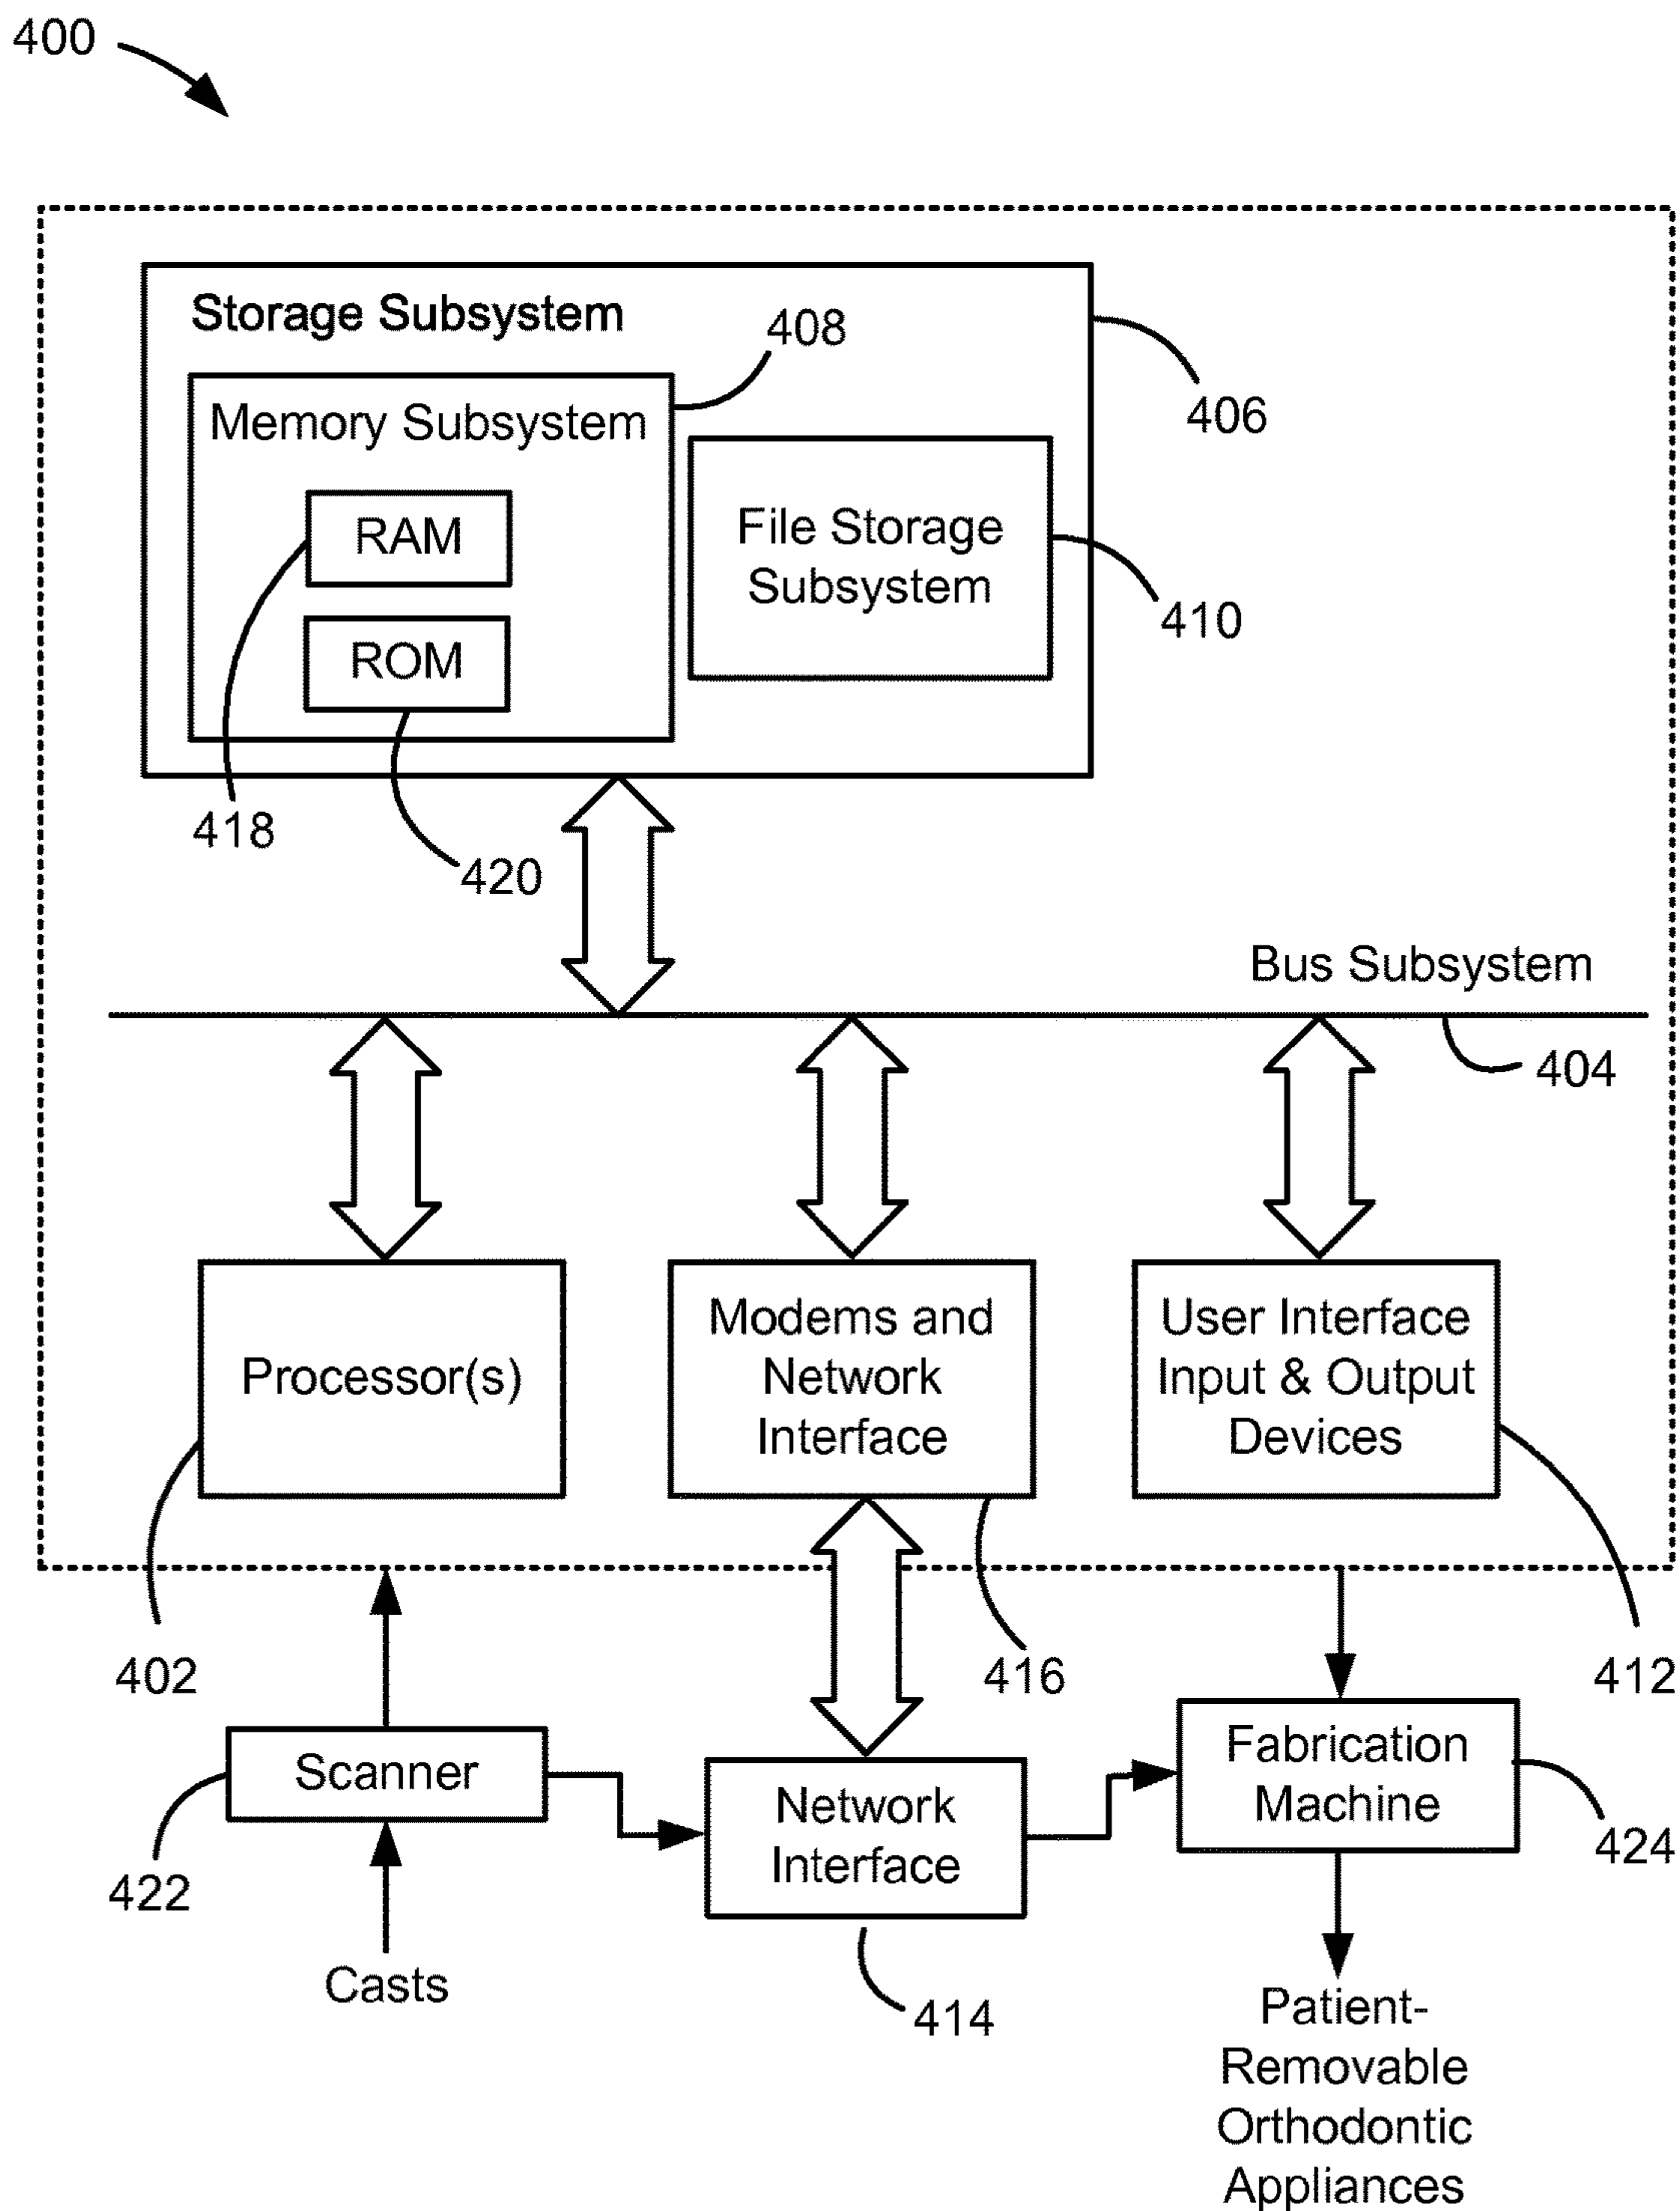 400
Storage Subsystem
408
406
Memory Subsystem
RAM
ROM
File Storage
Subsystem
410
418
420
Bus Subsystem
404
Processor(s)
Modems and
Network
Interface
User Interface
Input & Output
Devices
402
416
412
Scanner
422
Casts
Network
Interface
414
Fabrication
Machine
424
Patient-
Removable
Orthodontic
Appliances